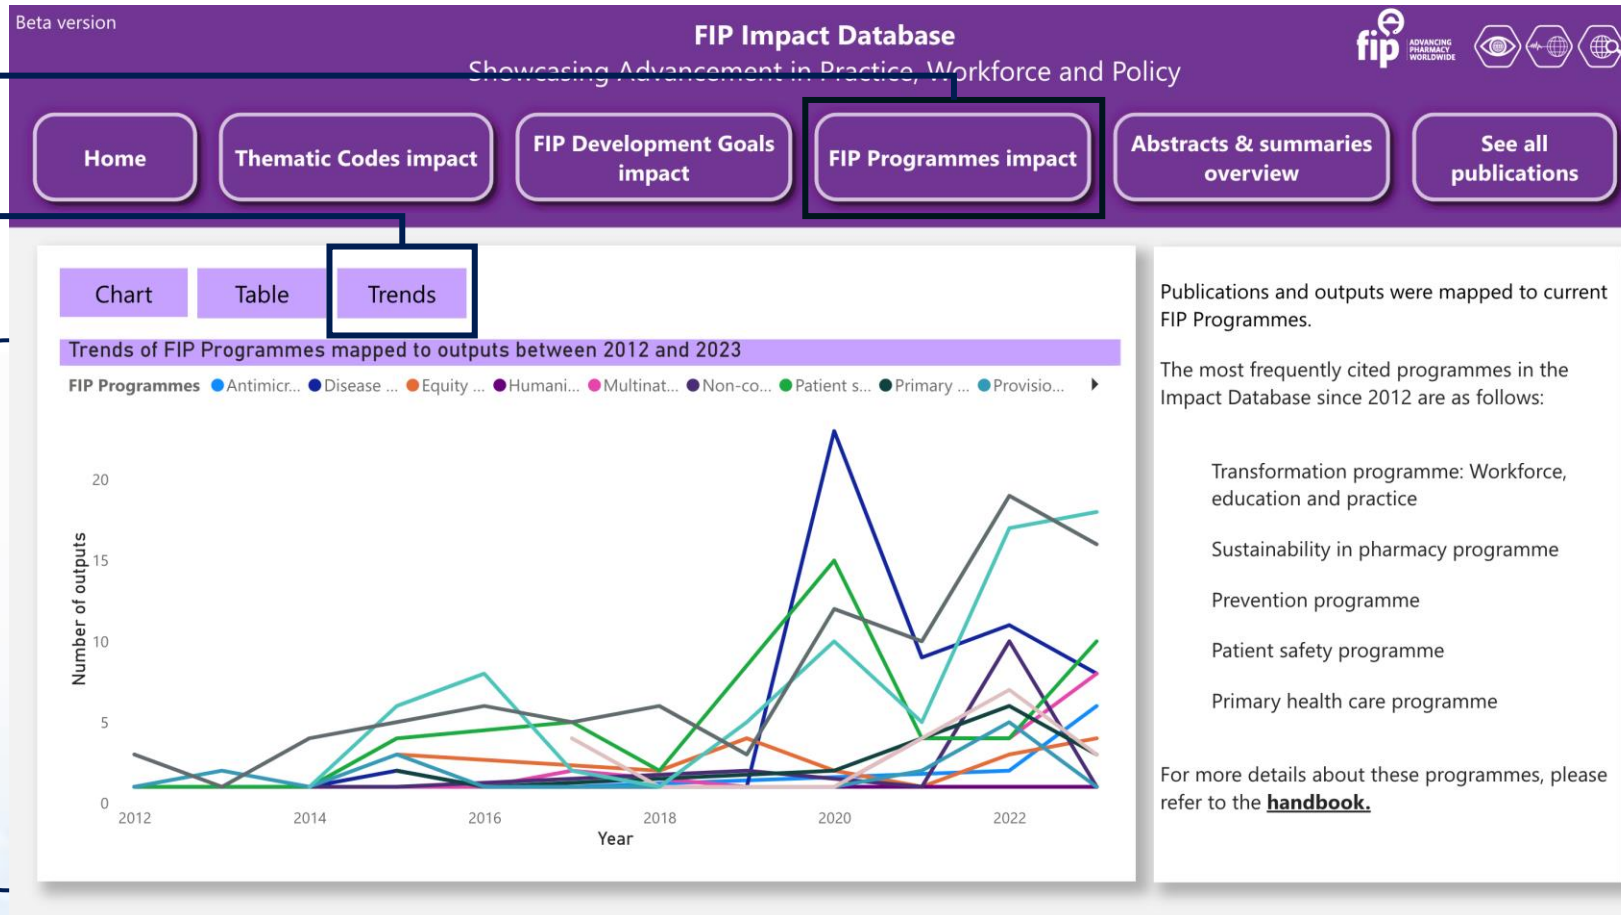 Beta version
FIP Impact Database
Showcasing Advancement in Practice, Workforce and Policy
fip ADVANCING
PHARMACY
WORLDWIDE
Home
Thematic Codes impact
FIP Development Goals
impact
FIP Programmes impact
Abstracts & summaries
overview
See all
publications
Chart
Table
Trends
Trends of FIP Programmes mapped to outputs between 2012 and 2023
FIP Programmes Antimicr... Disease ... Equity ... Humani... Multinat... Non-co... Patient s... Primary ... Provisio...
Number of outputs
20
15
10
5
0
2012 2014 2016 2018 2020 2022
Year
Publications and outputs were mapped to current
FIP Programmes.
The most frequently cited programmes in the
Impact Database since 2012 are as follows:
Transformation programme: Workforce,
education and practice
Sustainability in pharmacy programme
Prevention programme
Patient safety programme
Primary health care programme
For more details about these programmes, please
refer to the handbook.